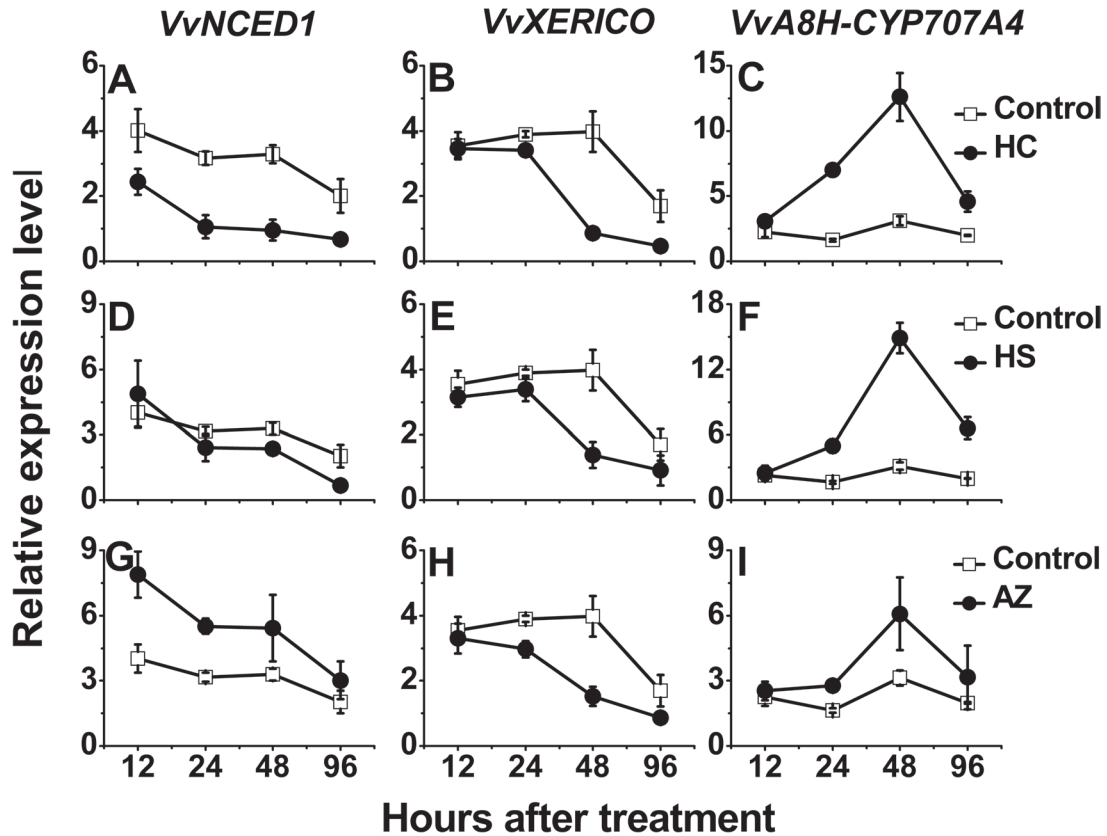 VvNCED1 VvXERICO VvA8H-CYP707A4
Relative expression level
A
6
4
2
0
B
6
4
2
0
C
15
10
5
0
Control
HC
D
9
6
3
0
E
6
4
2
0
F
18
12
6
0
Control
HS
G
9
6
3
0
H
6
4
2
0
I
9
6
3
0
Control
AZ
12 24 48 96 12 24 48 96 12 24 48 96
Hours after treatment